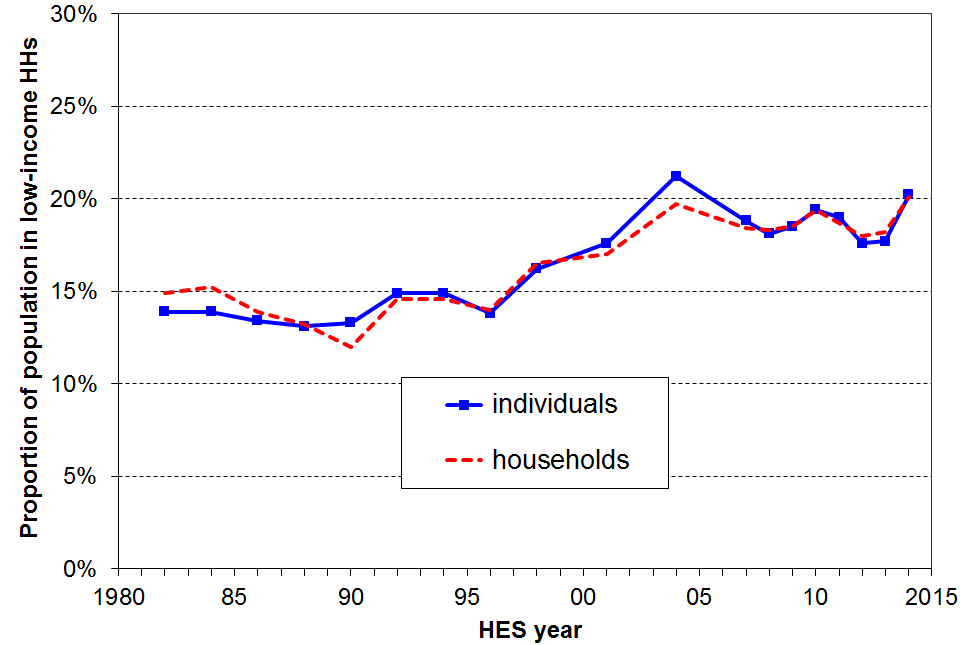 Proportion of population in low-income HHs
30%
25%
20%
15%
10%
5%
0%
individuals
households
1980 85 90 95 00 05 10 2015
HES year